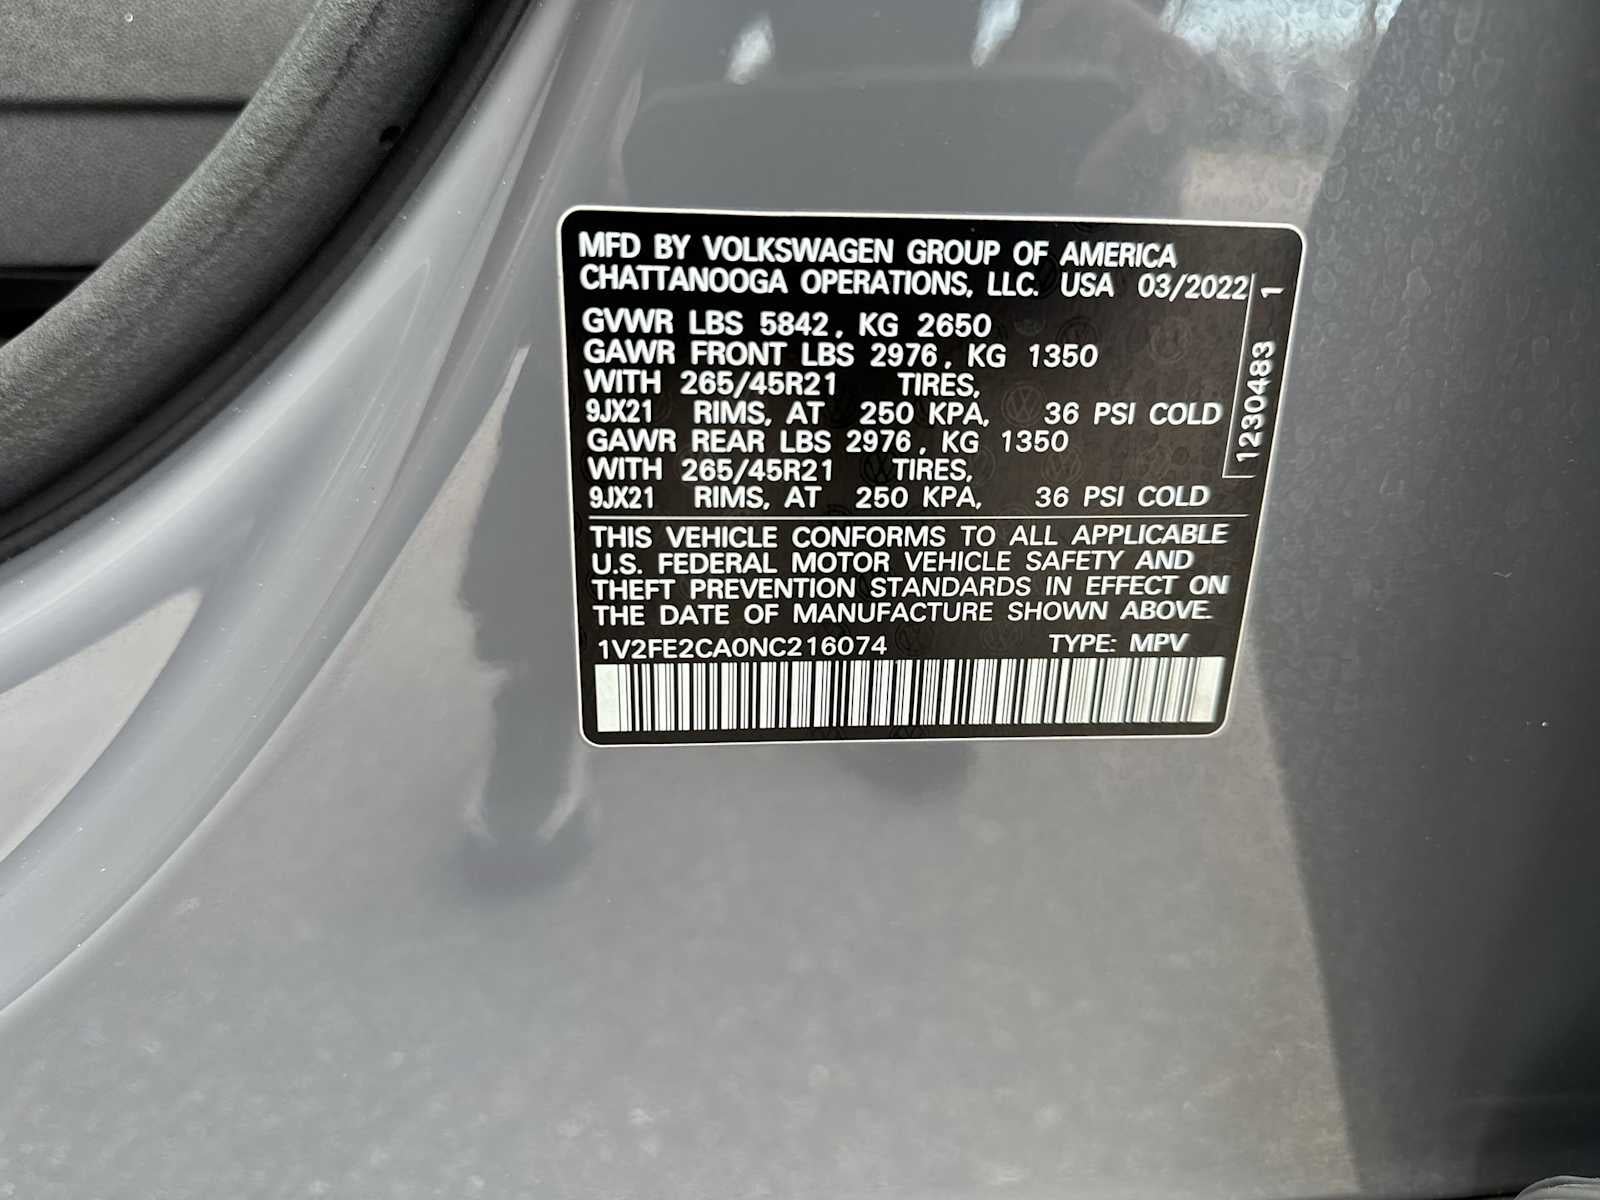 MFD BY VOLKSWAGEN GROUP OF AMERICA
CHATTANOOGA OPERATIONS, LLC. USA 03/2022
GVWR LBS 5842, KG 2650
GAWR FRONT LBS 2976, KG 1350
WITH 265/45R21 TIRES,
9JX21 RIMS, AT 250 KPA, 36 PSI COLD
GAWR REAR LBS 2976, KG 1350
WITH 265/45R21 TIRES,
9JX21 RIMS, AT 250 KPA, 36 PSI COLD
THIS VEHICLE CONFORMS TO ALL APPLICABLE
U.S. FEDERAL MOTOR VEHICLE SAFETY AND
THEFT PREVENTION STANDARDS IN EFFECT ON
THE DATE OF MANUFACTURE SHOWN ABOVE.
1V2FE2CA0NC216074 TYPE: MPV
1230483 1